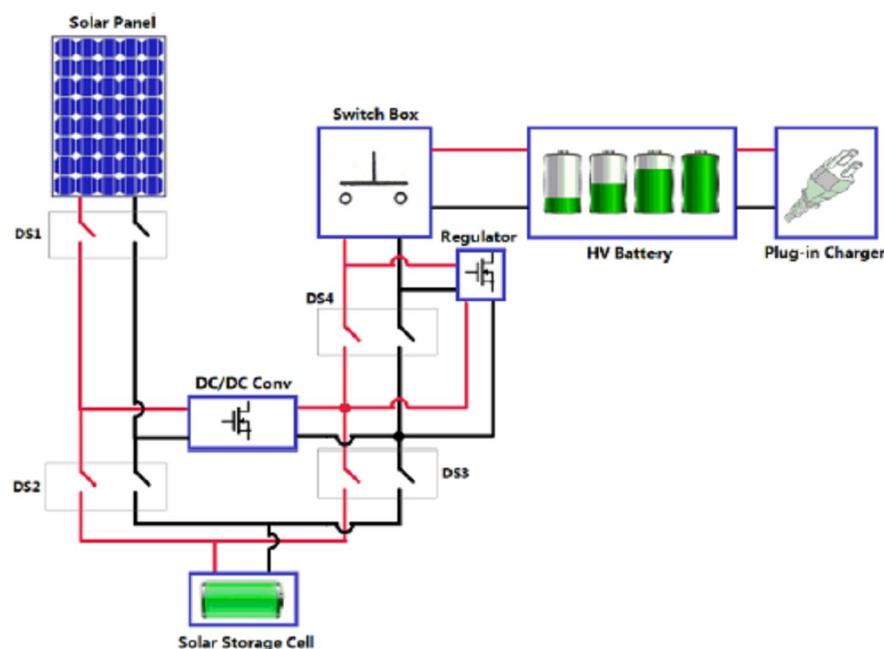 Solar Panel
Switch Box
DS1
Regulator
HV Battery
Plug-in Charger
DS4
DC/DC Conv
DS2
DS3
Solar Storage Cell